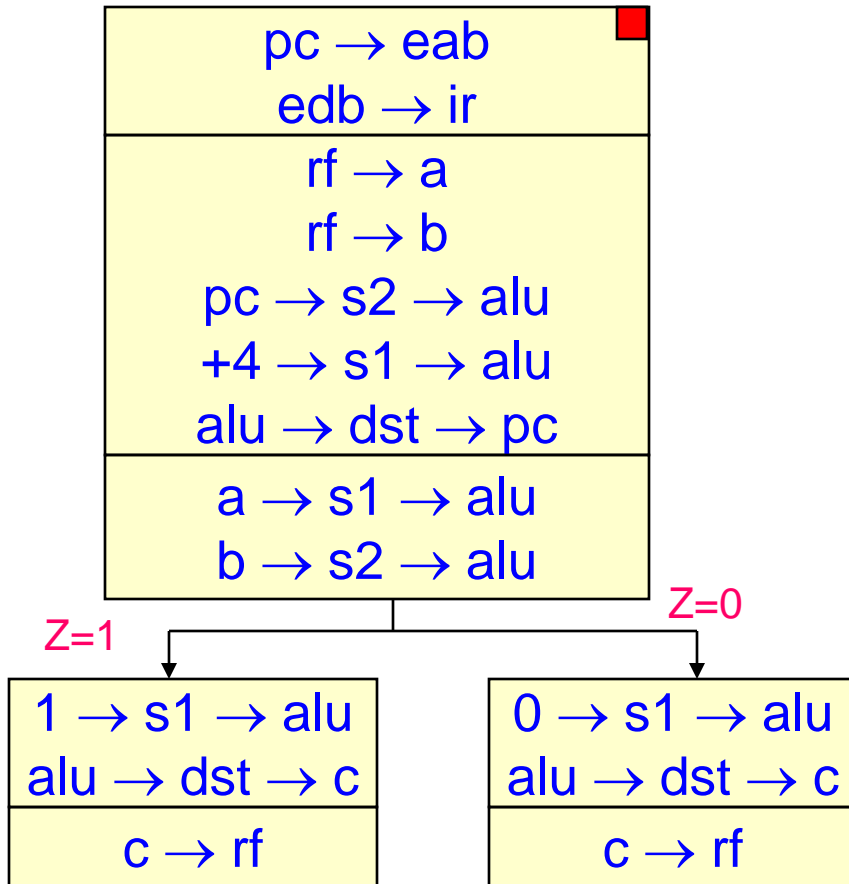 pc → eab
edb → ir
rf → a
rf → b
pc → s2 → alu
+4 → s1 → alu
alu → dst → pc
a → s1 → alu
b → s2 → alu
Z=1
Z=0
1 → s1 → alu
alu → dst → c
c → rf
0 → s1 → alu
alu → dst → c
c → rf